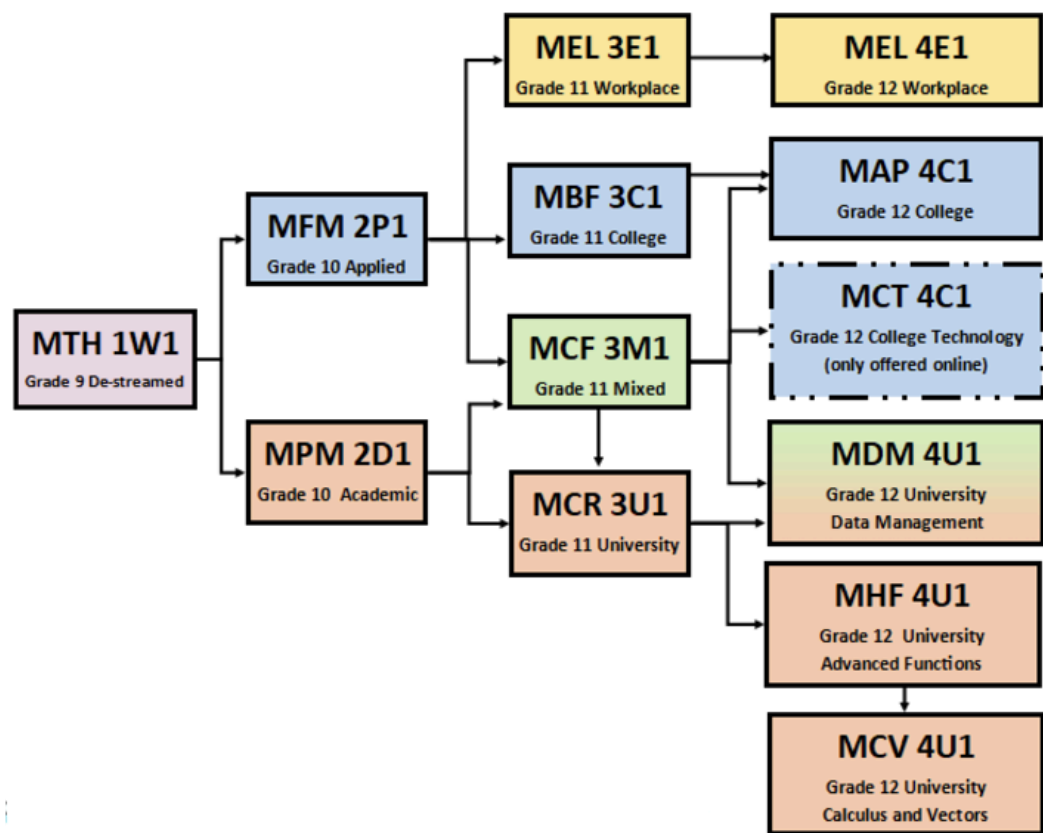 MEL 3E1
Grade 11 Workplace
MEL 4E1
Grade 12 Workplace
MFM 2P1
Grade 10 Applied
MBF 3C1
Grade 11 College
MAP 4C1
Grade 12 College
MCT 4C1
Grade 12 College Technology
(only offered online)
MTH 1W1
Grade 9 De-streamed
MCF 3M1
Grade 11 Mixed
MPM 2D1
Grade 10 Academic
MCR 3U1
Grade 11 University
MDM 4U1
Grade 12 University
Data Management
MHF 4U1
Grade 12 University
Advanced Functions
MCV 4U1
Grade 12 University
Calculus and Vectors